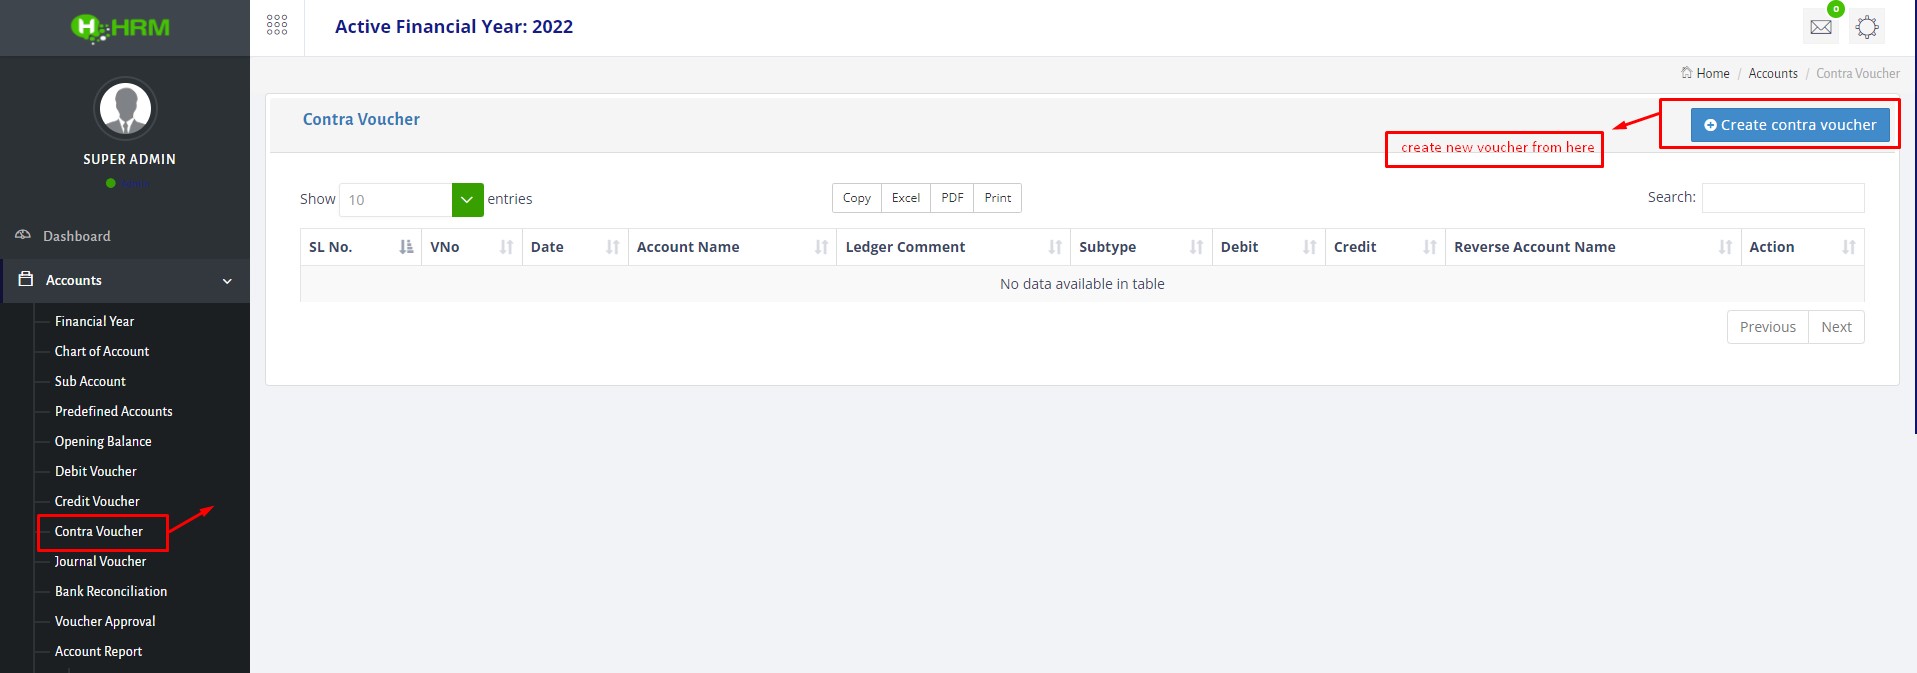 HRM
Active Financial Year: 2022
0
Home / Accounts / Contra Voucher
Contra Voucher
Create contra voucher
create new voucher from here
SUPER ADMIN
Show 10 entries
Copy Excel PDF Print
Search:
SL No. VNo Date Account Name Ledger Comment Subtype Debit Credit Reverse Account Name Action
No data available in table
Previous Next
Dashboard
Accounts
Financial Year
Chart of Account
Sub Account
Predefined Accounts
Opening Balance
Debit Voucher
Credit Voucher
Contra Voucher
Journal Voucher
Bank Reconciliation
Voucher Approval
Account Report